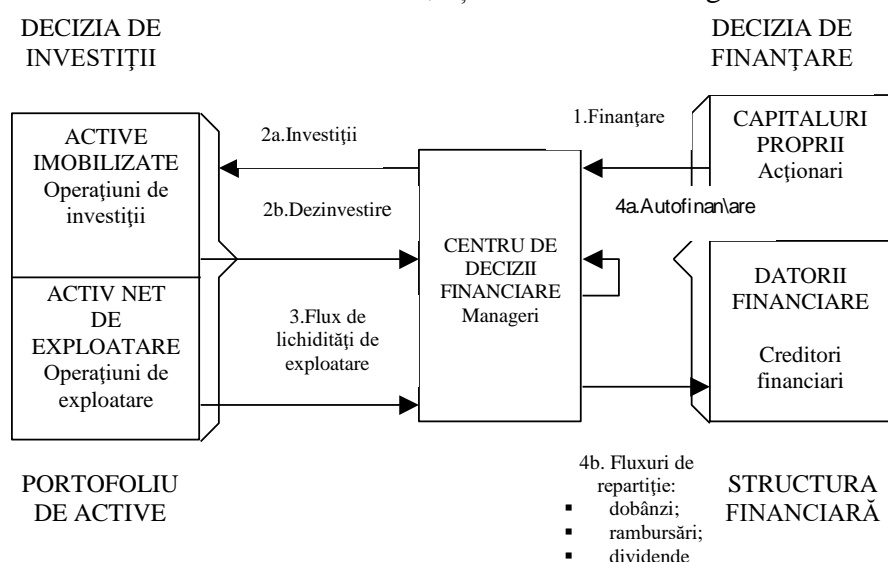 DECIZIA DE
INVESTIŢII
DECIZIA DE
FINANŢARE
ACTIVE
IMOBILIZATE
Operaţiuni de
investiţii
ACTIV NET
DE
EXPLOATARE
Operaţiuni de
exploatare
2a.Investiţii
2b.Dezinvestire
3.Flux de
lichidităţi de
exploatare
CENTRU DE
DECIZII
FINANCIARE
Manageri
1.Finanţare
4a.Autofinan\are
CAPITALURI
PROPRII
Acţionari
DATORII
FINANCIARE
Creditori
financiari
PORTOFOLIU
DE ACTIVE
4b. Fluxuri de
repartiţie:
▪ dobânzi;
▪ rambursări;
▪ dividende
STRUCTURA
FINANCIARĂ